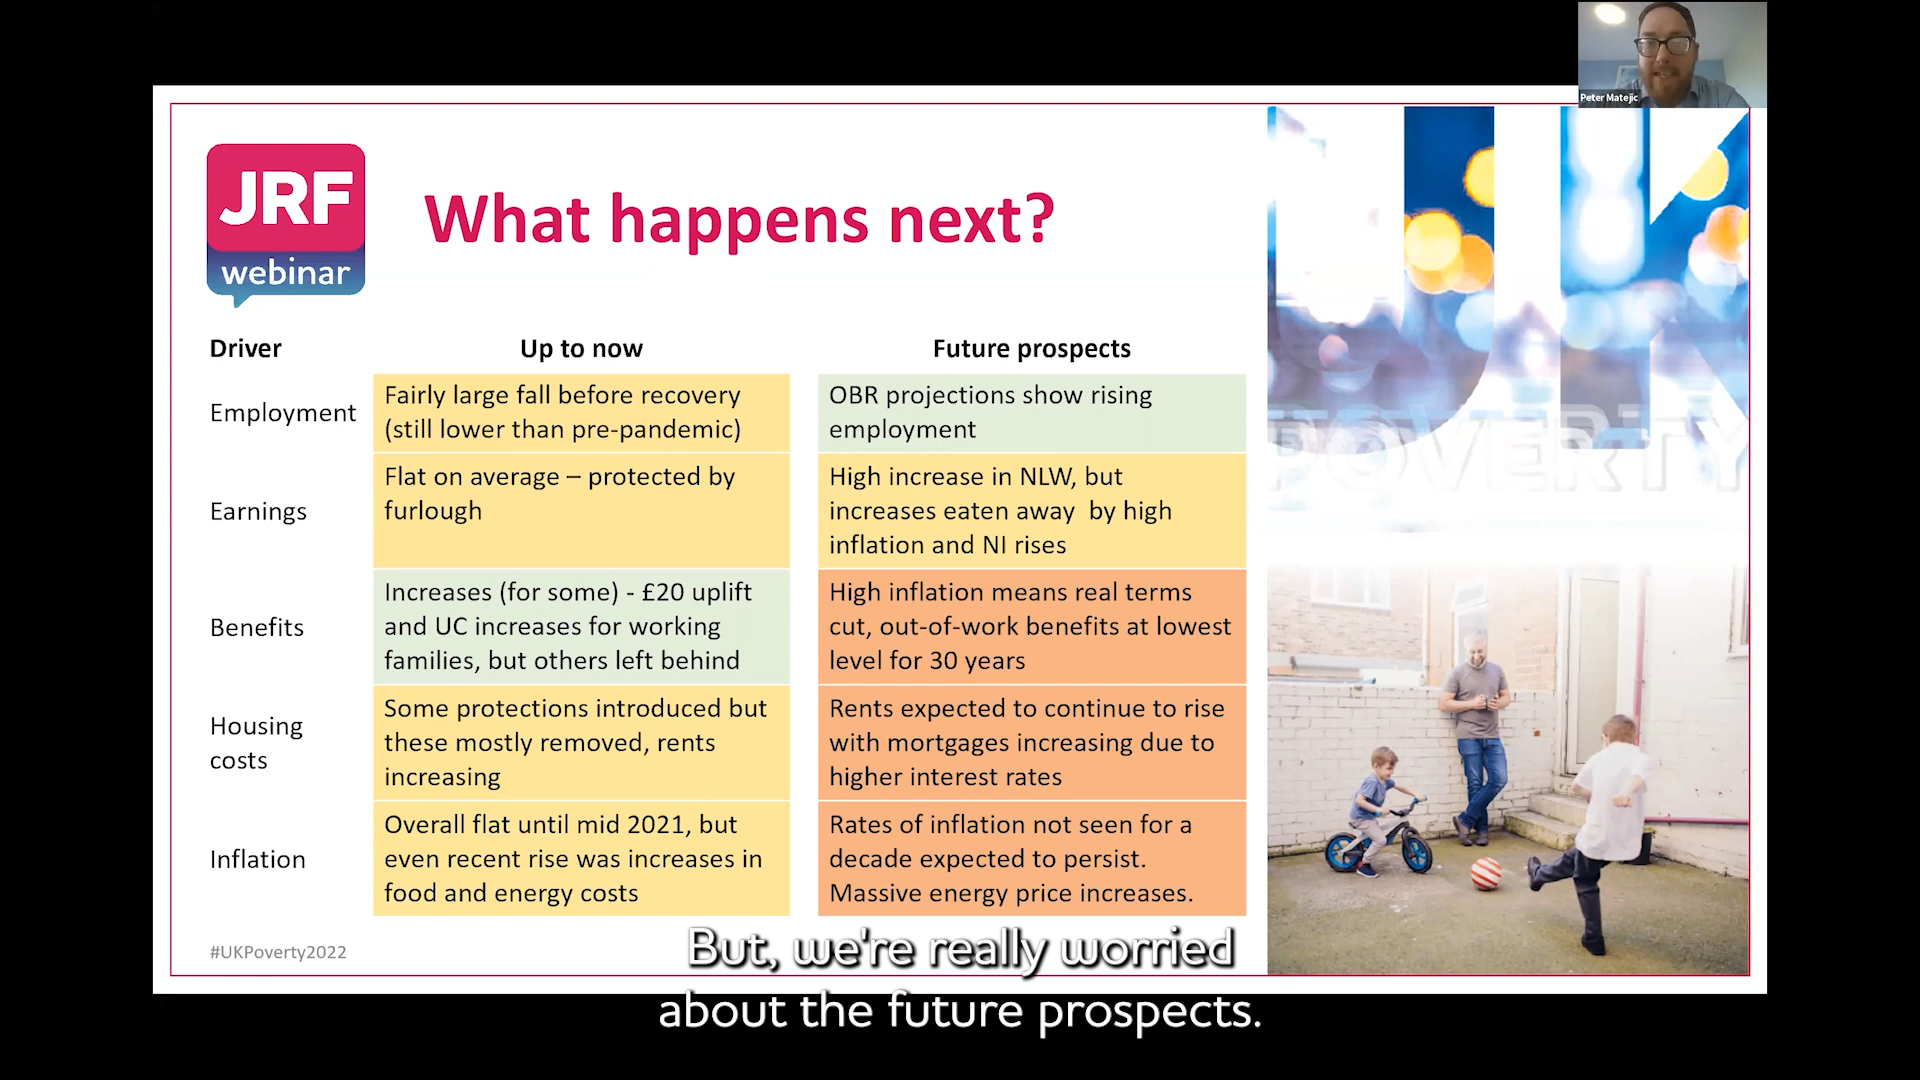 Peter Matejic
JRF
webinar
What happens next?
UK
POVERTY
Driver
Up to now
Future prospects
Employment
Fairly large fall before recovery
(still lower than pre-pandemic)
OBR projections show rising
employment
Earnings
Flat on average – protected by
furlough
High increase in NLW, but
increases eaten away  by high
inflation and NI rises
Benefits
Increases (for some) - £20 uplift
and UC increases for working
families, but others left behind
High inflation means real terms
cut, out-of-work benefits at lowest
level for 30 years
Housing
costs
Some protections introduced but
these mostly removed, rents
increasing
Rents expected to continue to rise
with mortgages increasing due to
higher interest rates
Inflation
Overall flat until mid 2021, but
even recent rise was increases in
food and energy costs
Rates of inflation not seen for a
decade expected to persist.
Massive energy price increases.
#UKPoverty2022
But, we're really worried
about the future prospects.